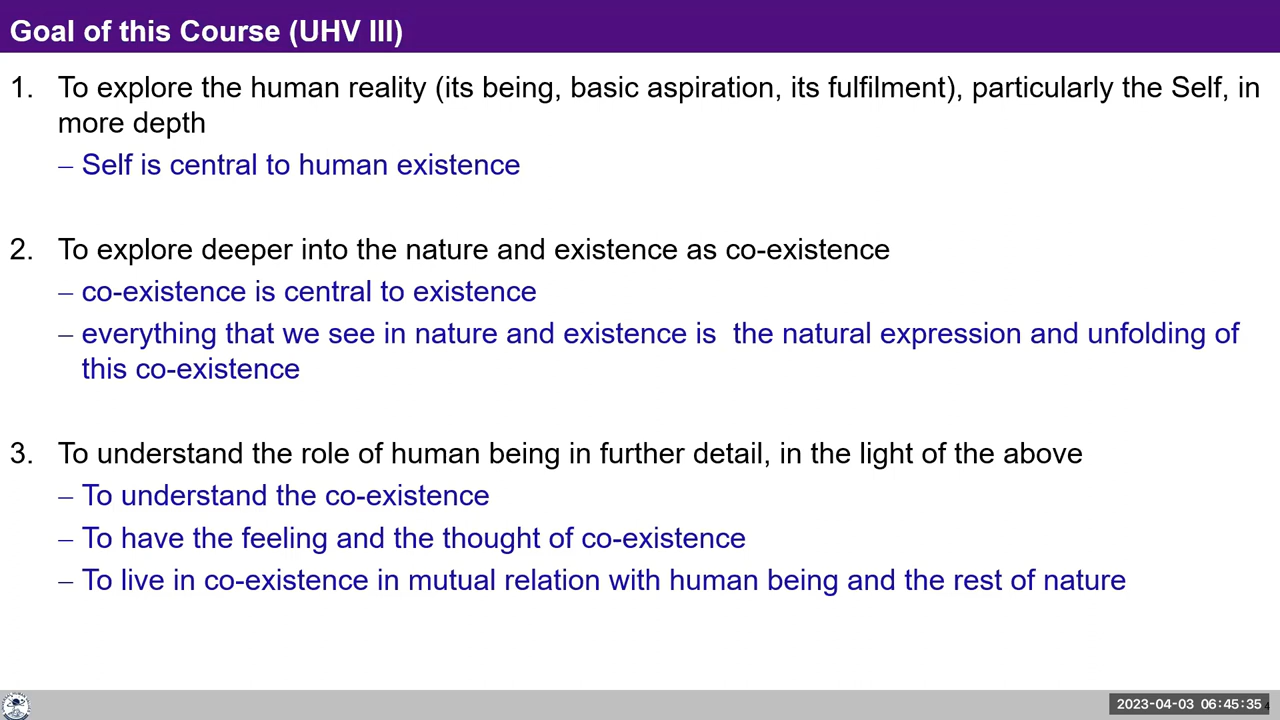 Goal of this Course (UHV III)
1. To explore the human reality (its being, basic aspiration, its fulfilment), particularly the Self, in
more depth
– Self is central to human existence
2. To explore deeper into the nature and existence as co-existence
– co-existence is central to existence
– everything that we see in nature and existence is  the natural expression and unfolding of
this co-existence
3. To understand the role of human being in further detail, in the light of the above
– To understand the co-existence
– To have the feeling and the thought of co-existence
– To live in co-existence in mutual relation with human being and the rest of nature
2023-04-03 06:45:35
4